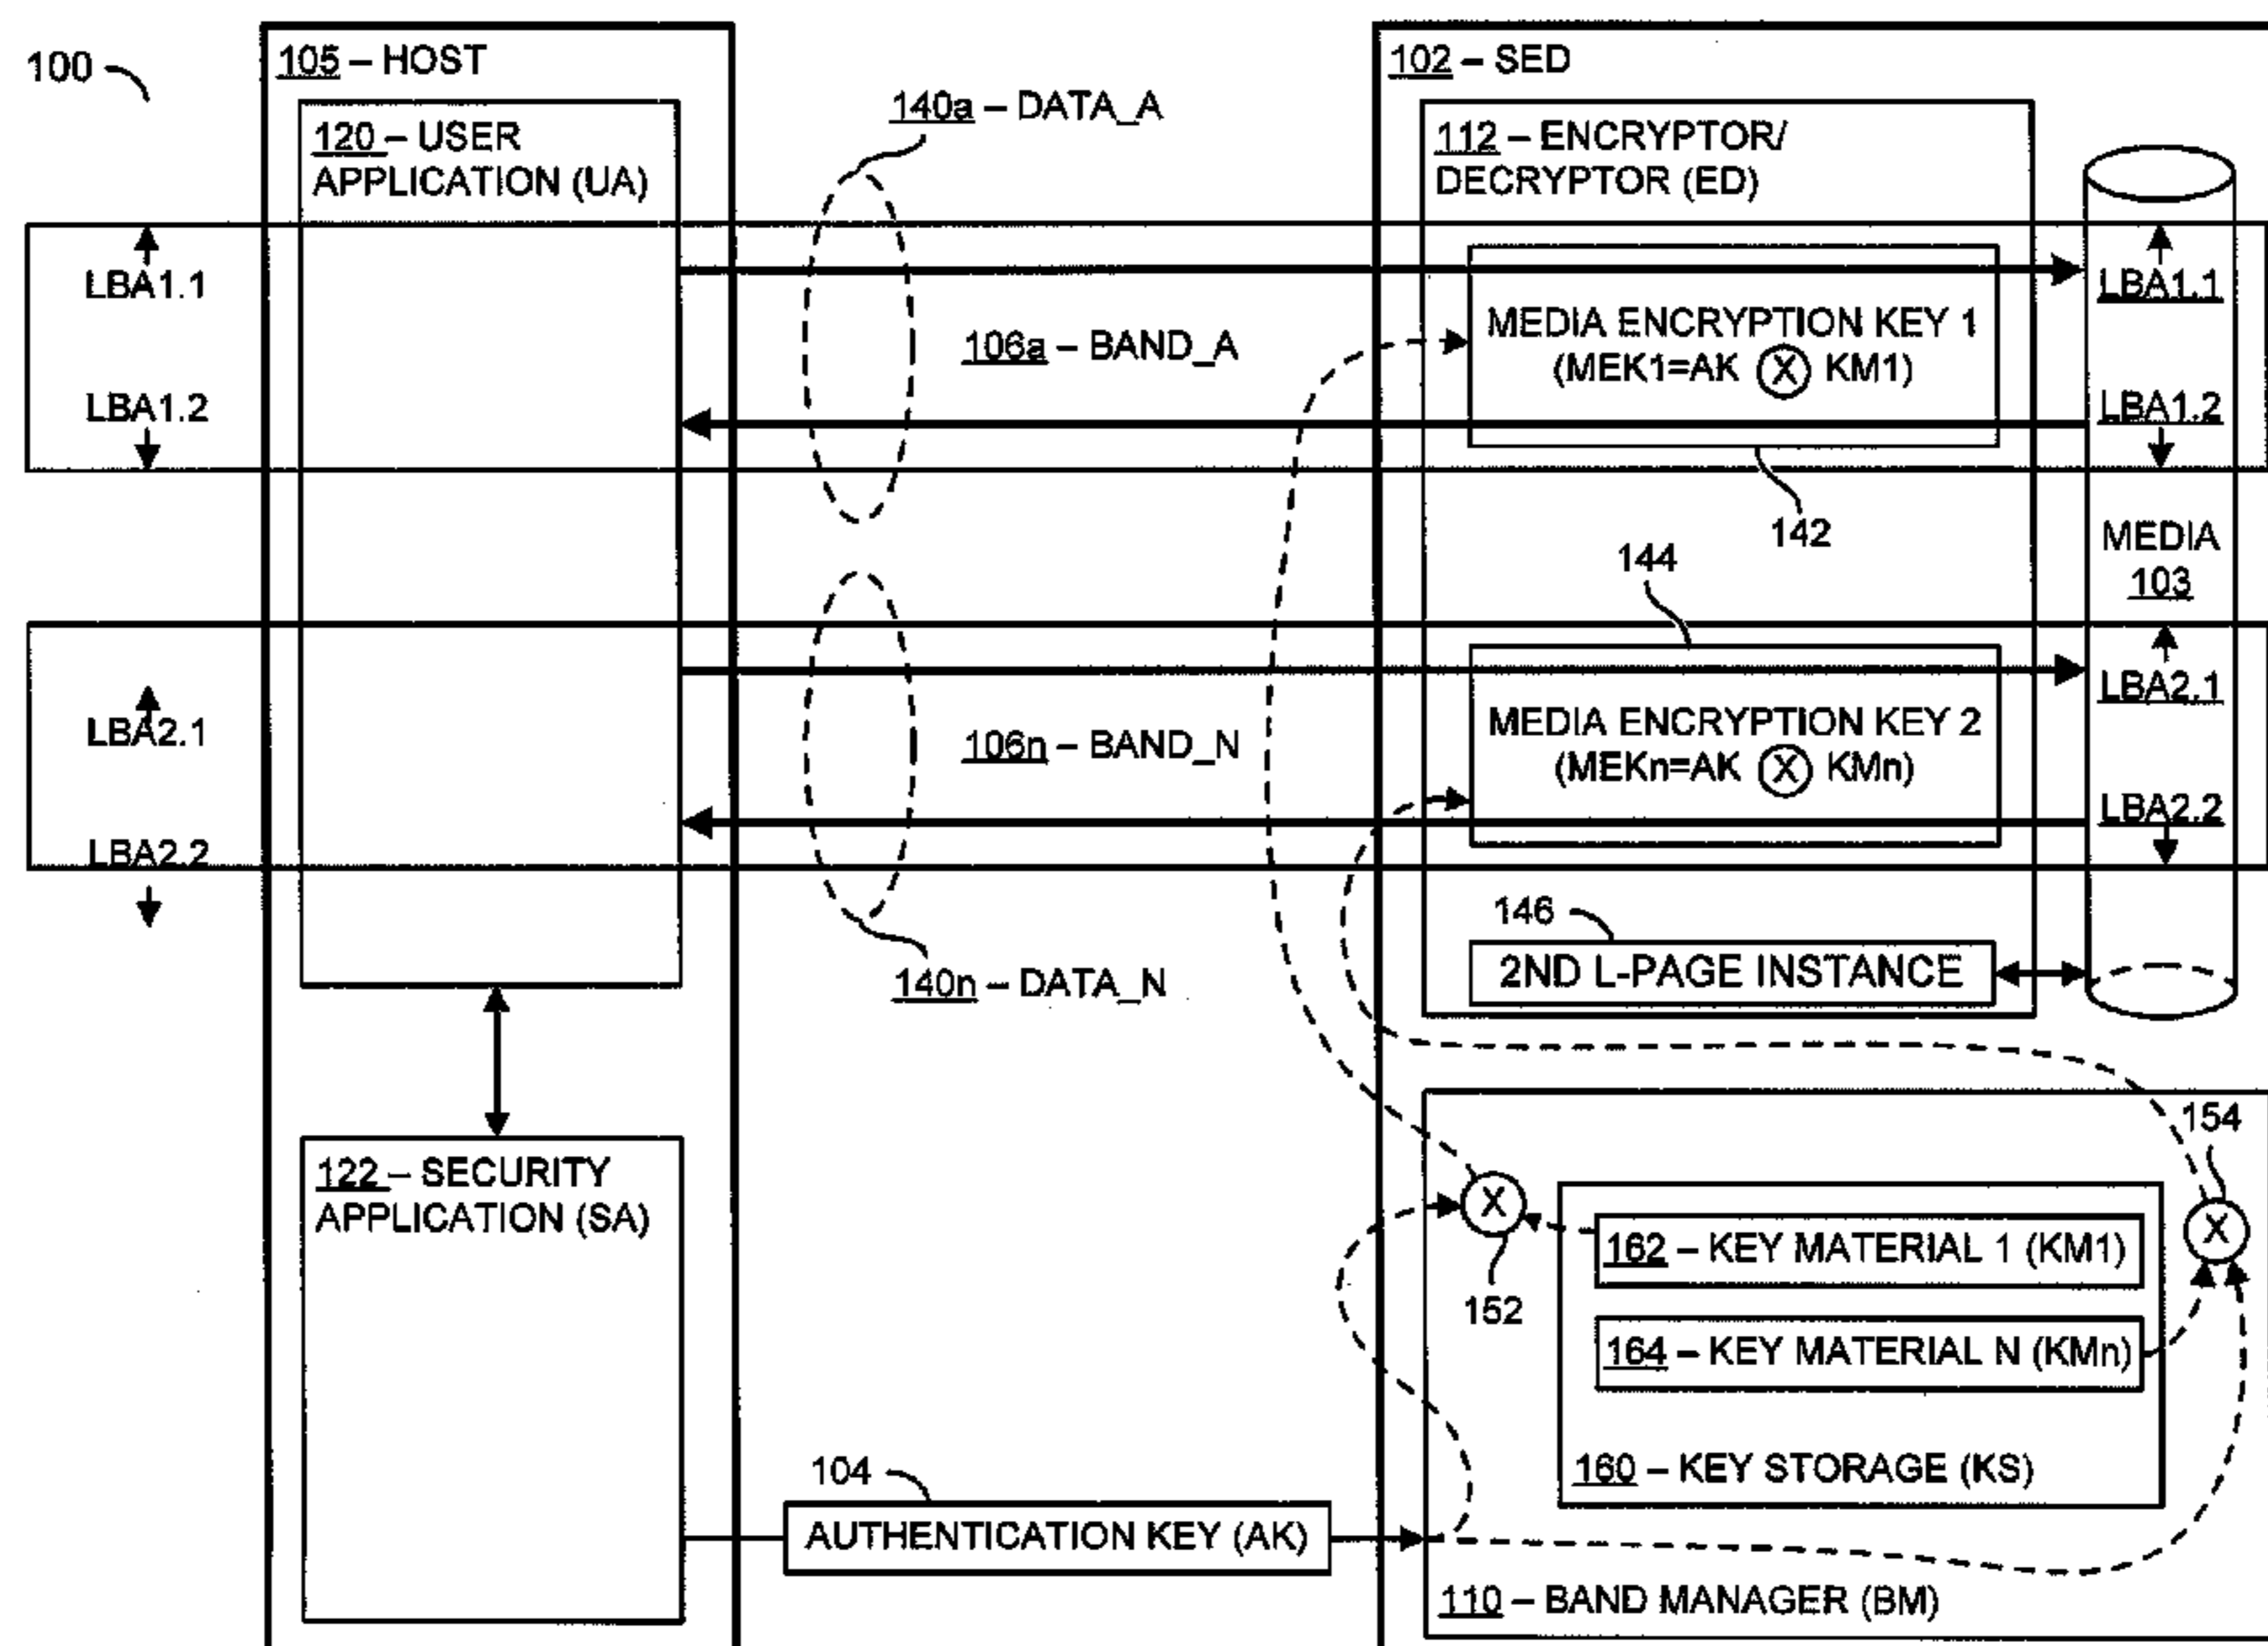 100
105 – HOST
120 – USER
APPLICATION (UA)
LBA1.1
LBA1.2
LBA2.1
LBA2.2
122 – SECURITY
APPLICATION (SA)
140a – DATA_A
106a – BAND_A
106n – BAND_N
140n – DATA_N
104
AUTHENTICATION KEY (AK)
102 – SED
112 – ENCRYPTOR/
DECRYPTOR (ED)
MEDIA ENCRYPTION KEY 1
(MEK1=AK X KM1)
142
144
MEDIA ENCRYPTION KEY 2
(MEKn=AK X KMn)
146
2ND L-PAGE INSTANCE
LBA1.1
LBA1.2
MEDIA
103
LBA2.1
LBA2.2
154
X
X
152
162 – KEY MATERIAL 1 (KM1)
164 – KEY MATERIAL N (KMn)
160 – KEY STORAGE (KS)
110 – BAND MANAGER (BM)